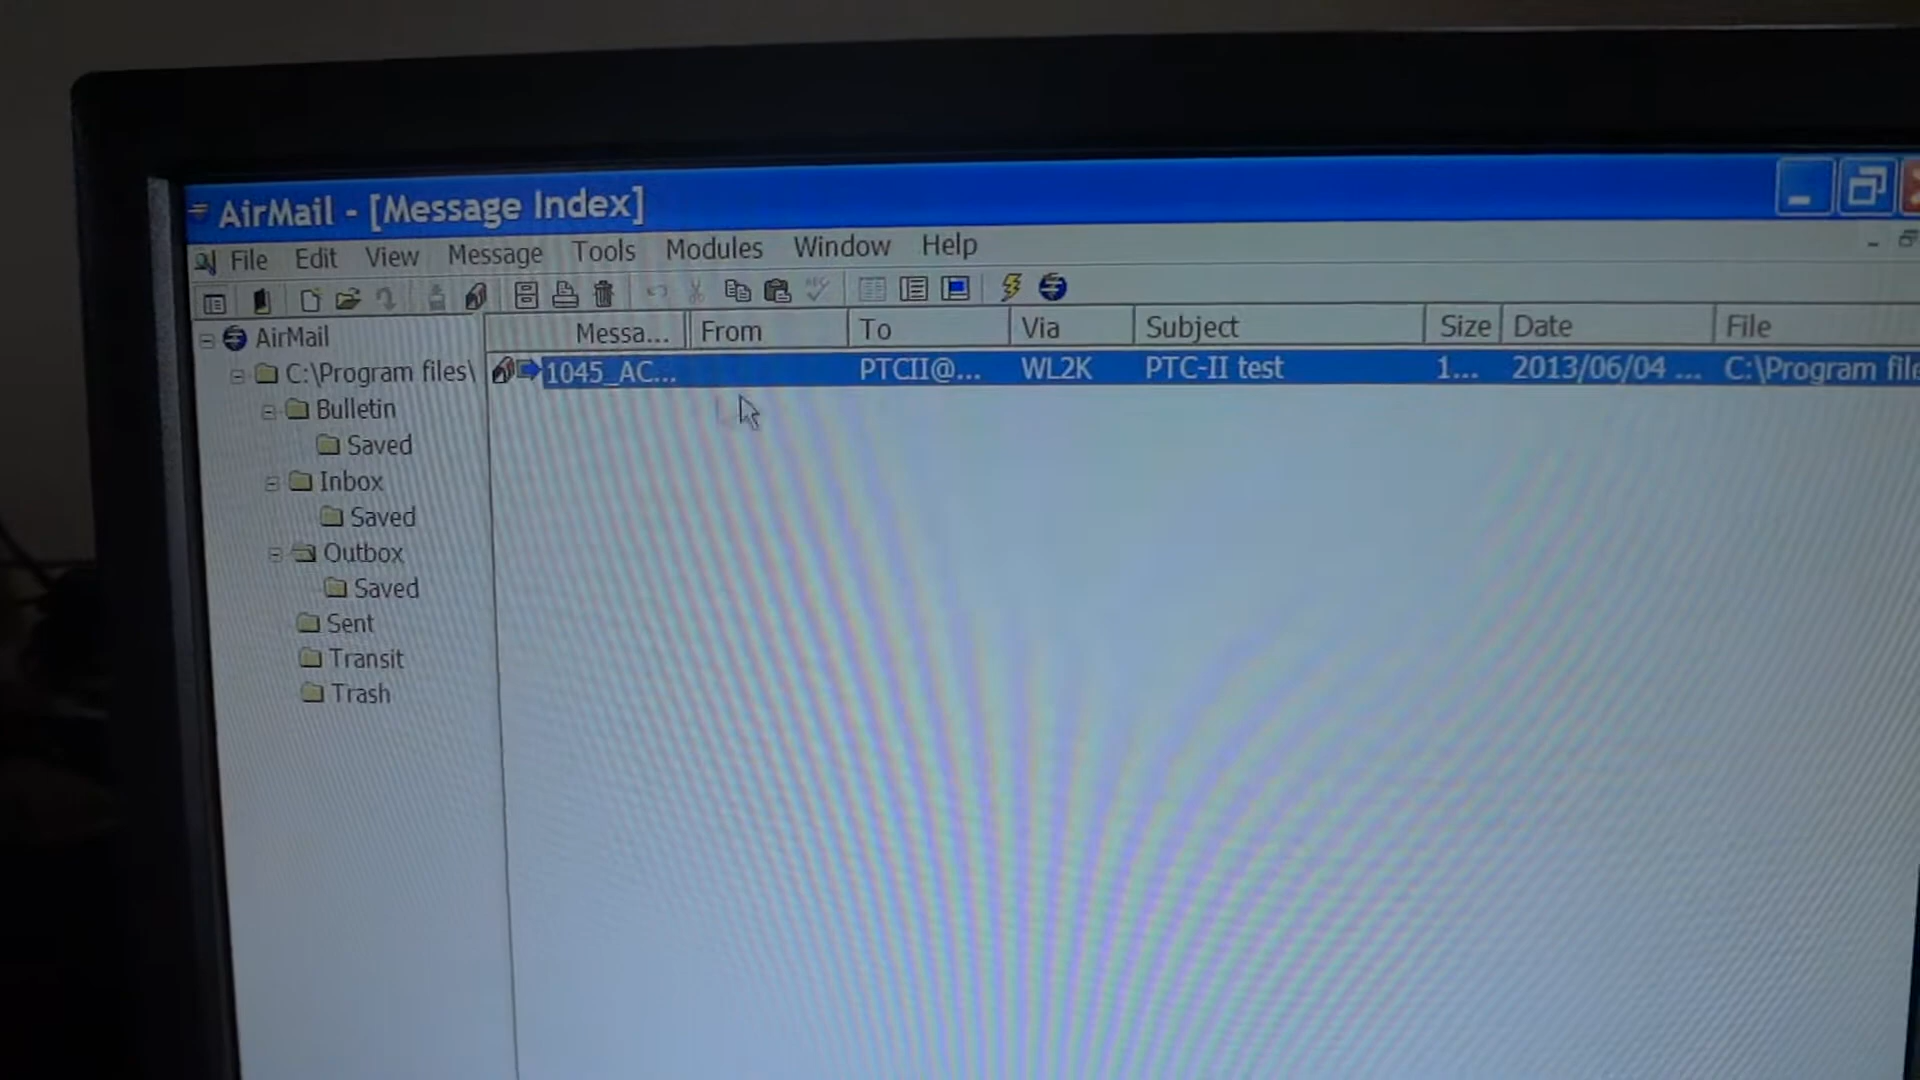 AirMail - [Message Index]
File Edit View Message Tools Modules Window Help
Messa... From To Via Subject Size Date File
1045_AC... PTCII@... WL2K PTC-II test 1... 2013/06/04 ... C:\Program file
AirMail
C:\Program files\
Bulletin
Saved
Inbox
Saved
Outbox
Saved
Sent
Transit
Trash